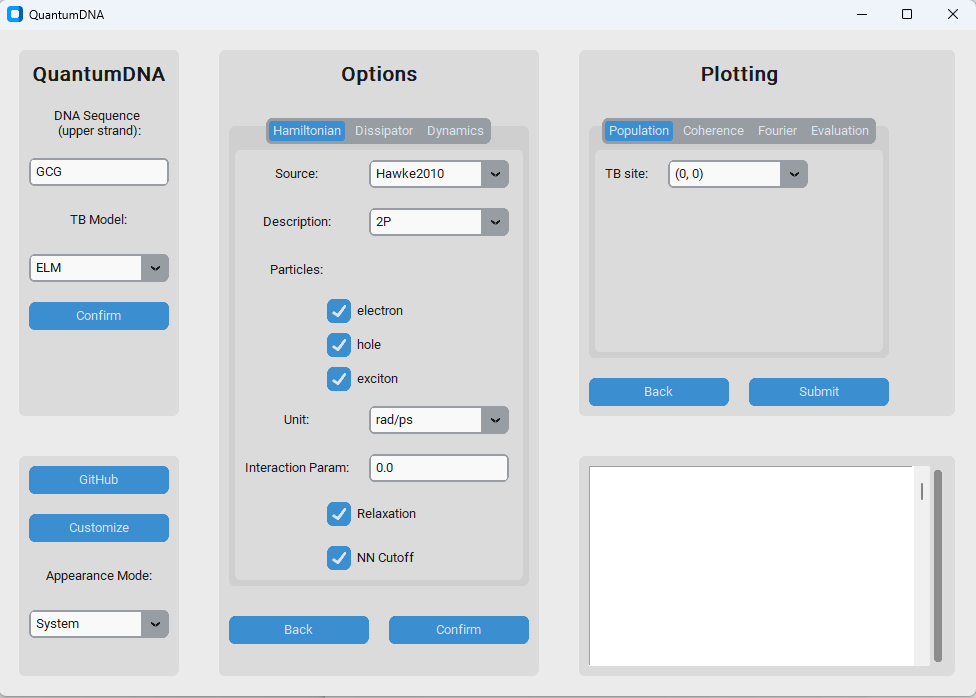 QuantumDNA
QuantumDNA
DNA Sequence
(upper strand):
GCG
TB Model:
ELM
Confirm
GitHub
Customize
Appearance Mode:
System
Options
Hamiltonian Dissipator Dynamics
Source: Hawke2010
Description: 2P
Particles:
electron
hole
exciton
Unit: rad/ps
Interaction Param: 0.0
Relaxation
NN Cutoff
Back Confirm
Plotting
Population Coherence Fourier Evaluation
TB site: (0, 0)
Back Submit